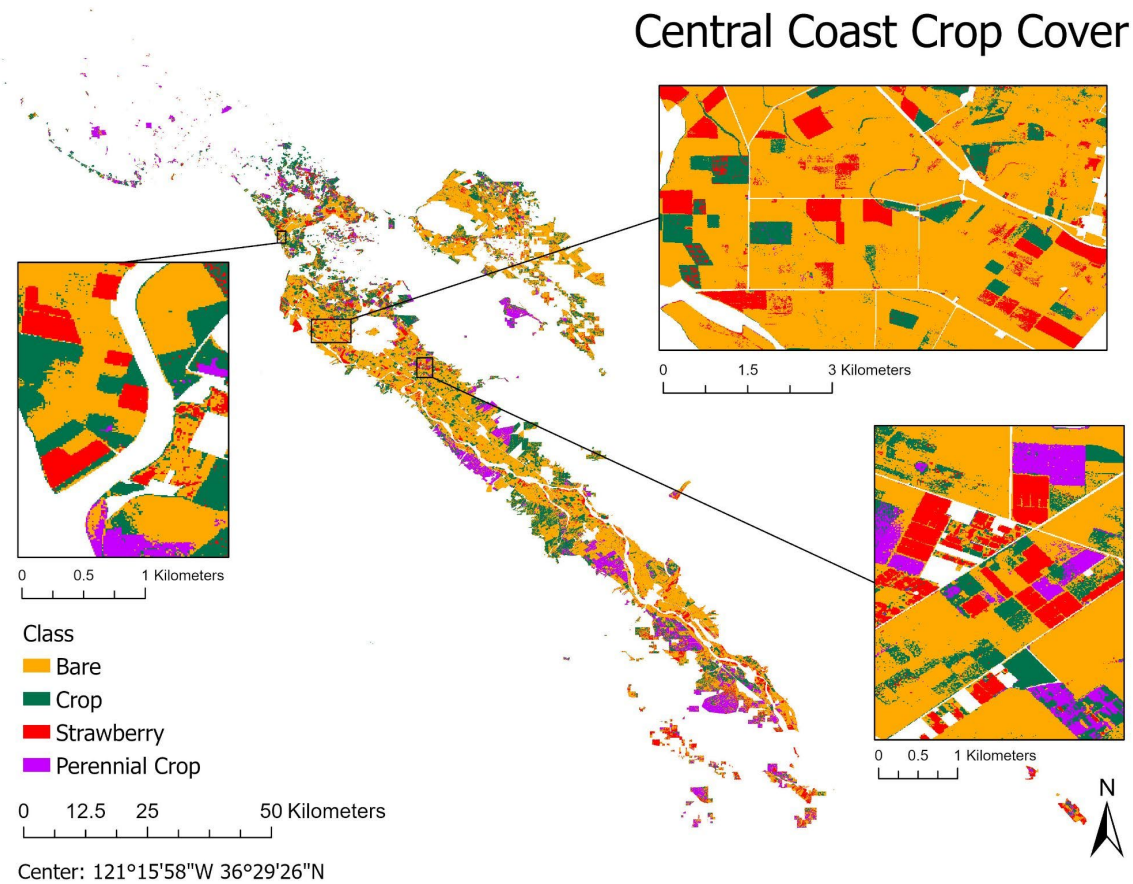 Central Coast Crop Cover
0 1.5 3 Kilometers
0 0.5 1 Kilometers
0 0.5 1 Kilometers
Class
Bare
Crop
Strawberry
Perennial Crop
0 12.5 25 50 Kilometers
N
Center: 121°15'58"W 36°29'26"N